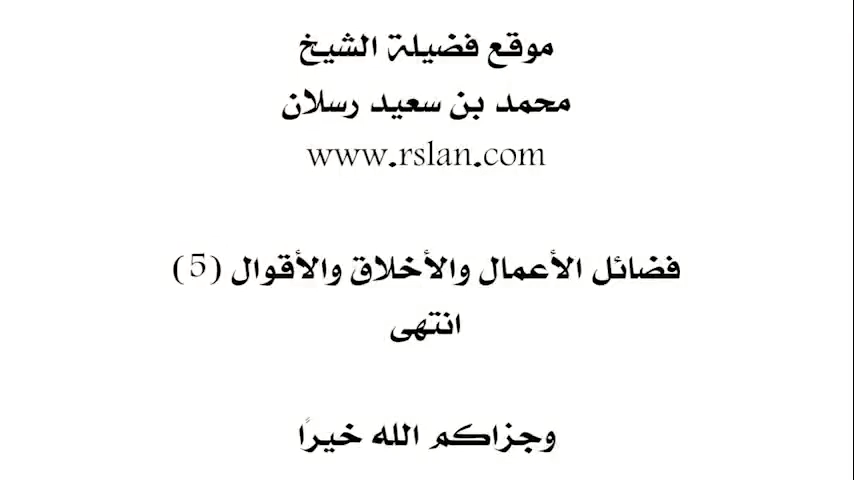 موقع فضيلة الشيخ
محمد بن سعيد رسلان
www.rslan.com
فضائل الأعمال والأخلاق والأقوال (5)
انتهى
وجزاكم الله خيرًا